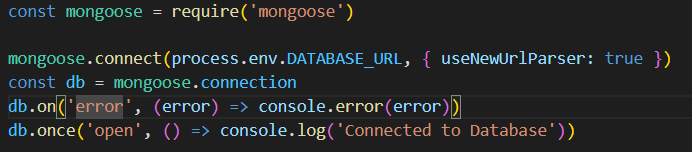 const mongoose = require('mongoose')
mongoose.connect(process.env.DATABASE_URL, { useNewUrlParser: true })
const db = mongoose.connection
db.on('error', (error) => console.error(error))
db.once('open', () => console.log('Connected to Database'))